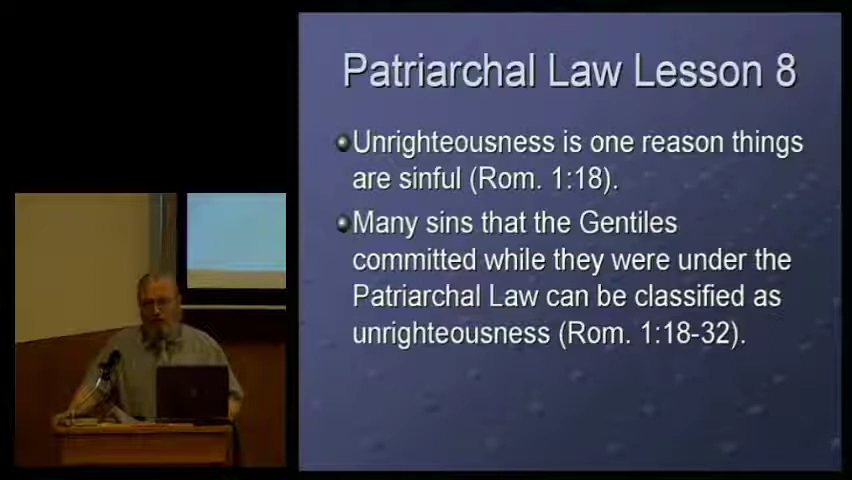 Patriarchal Law Lesson 8
Unrighteousness is one reason things
are sinful (Rom. 1:18).
Many sins that the Gentiles
committed while they were under the
Patriarchal Law can be classified as
unrighteousness (Rom. 1:18-32).